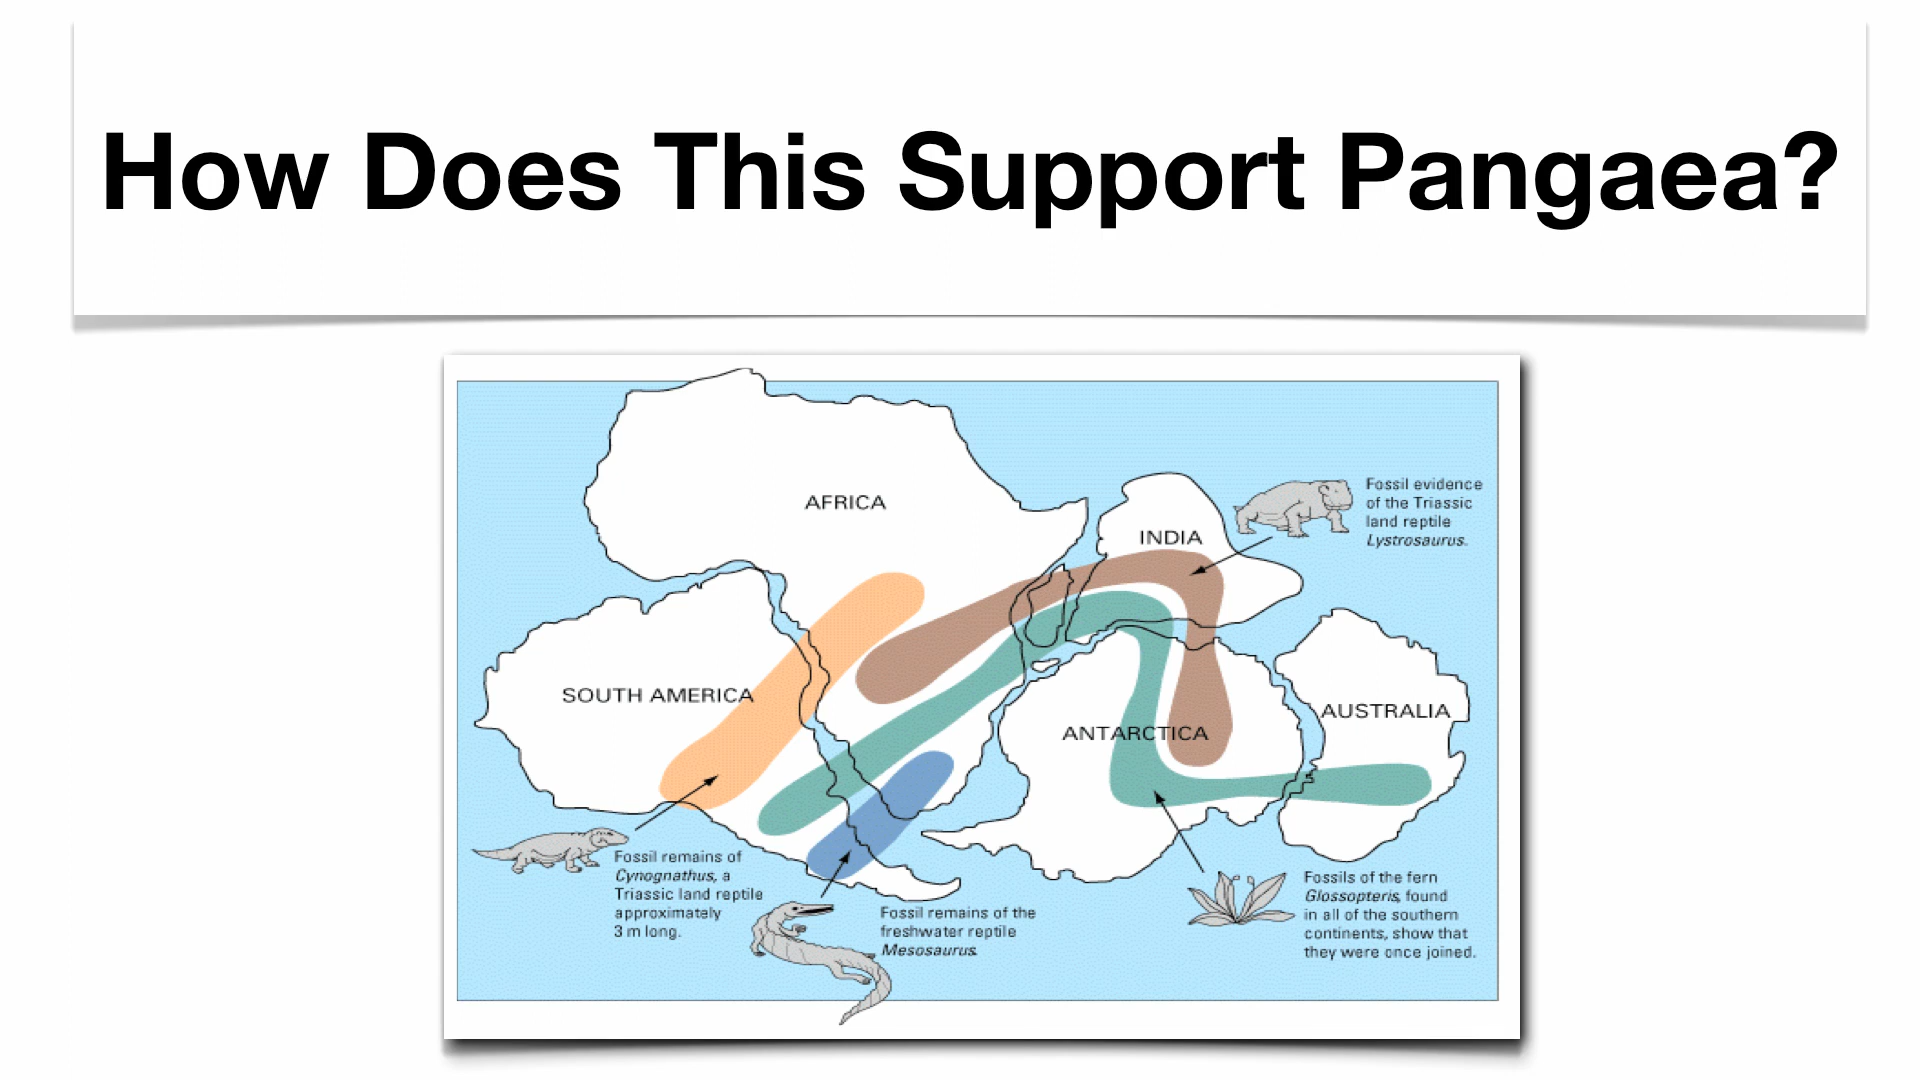 How Does This Support Pangaea?
AFRICA
Fossil evidence
of the Triassic
land reptile
Lystrosaurus.
INDIA
SOUTH AMERICA
ANTARCTICA
AUSTRALIA
Fossil remains of
Cynognathus, a
Triassic land reptile
approximately
3 m long.
Fossil remains of the
freshwater reptile
Mesosaurus.
Fossils of the fern
Glossopteris, found
in all of the southern
continents, show that
they were once joined.